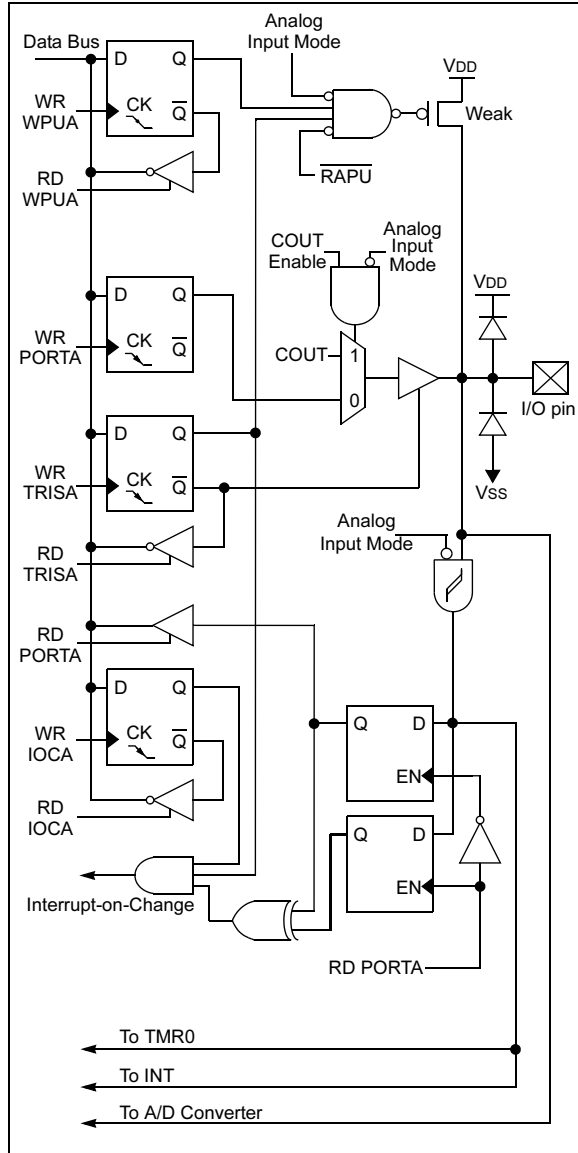 Analog
Input Mode
Data Bus
D Q
VDD
WR
WPUA
CK
Q
Weak
RD
WPUA
RAPU
COUT
Enable
Analog
Input
Mode
VDD
D Q
WR
PORTA
CK
Q
COUT
1
0
I/O pin
D Q
WR
TRISA
CK
Q
VSS
Analog
Input Mode
RD
TRISA
RD
PORTA
D Q
WR
IOCA
CK
Q
Q D
EN
RD
IOCA
Q D
EN
Interrupt-on-Change
RD PORTA
To TMR0
To INT
To A/D Converter